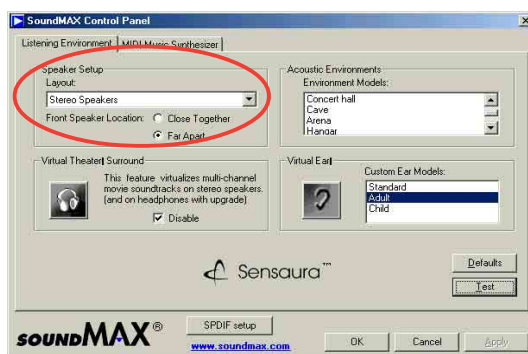 SoundMAX Control Panel
Listening Environment MIDI Music Synthesizer
Speaker Setup
Layout:
Stereo Speakers
Front Speaker Location: Close Together
Far Apart
Acoustic Environments
Environment Models:
Concert hall
Cave
Arena
Hangar
Virtual Theater Surround
This feature virtualizes multi-channel
movie soundtracks on stereo speakers.
(and on headphones with upgrade)
Disable
Virtual Ear
Custom Ear Models:
Standard
Adult
Child
Sensaura™
Defaults
Test
SOUNDMAX®
SPDIF setup
www.soundmax.com
OK Cancel Apply